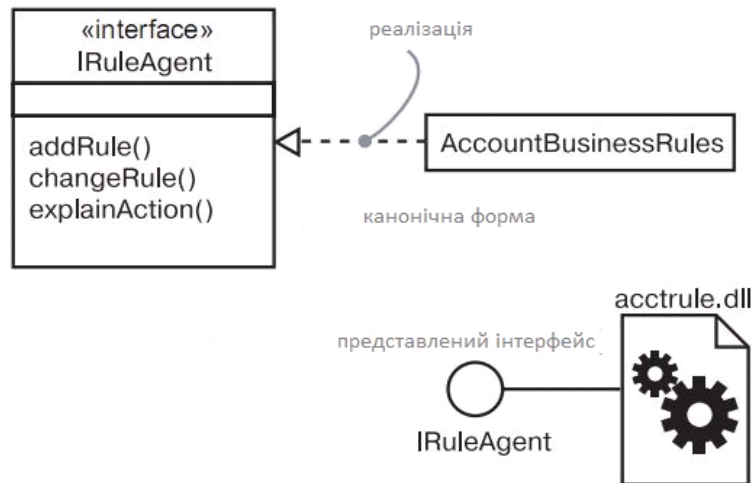 «interface»
IRuleAgent
addRule()
changeRule()
explainAction()
реалізація
AccountBusinessRules
канонічна форма
acctrule.dll
представлений інтерфейс
IRuleAgent